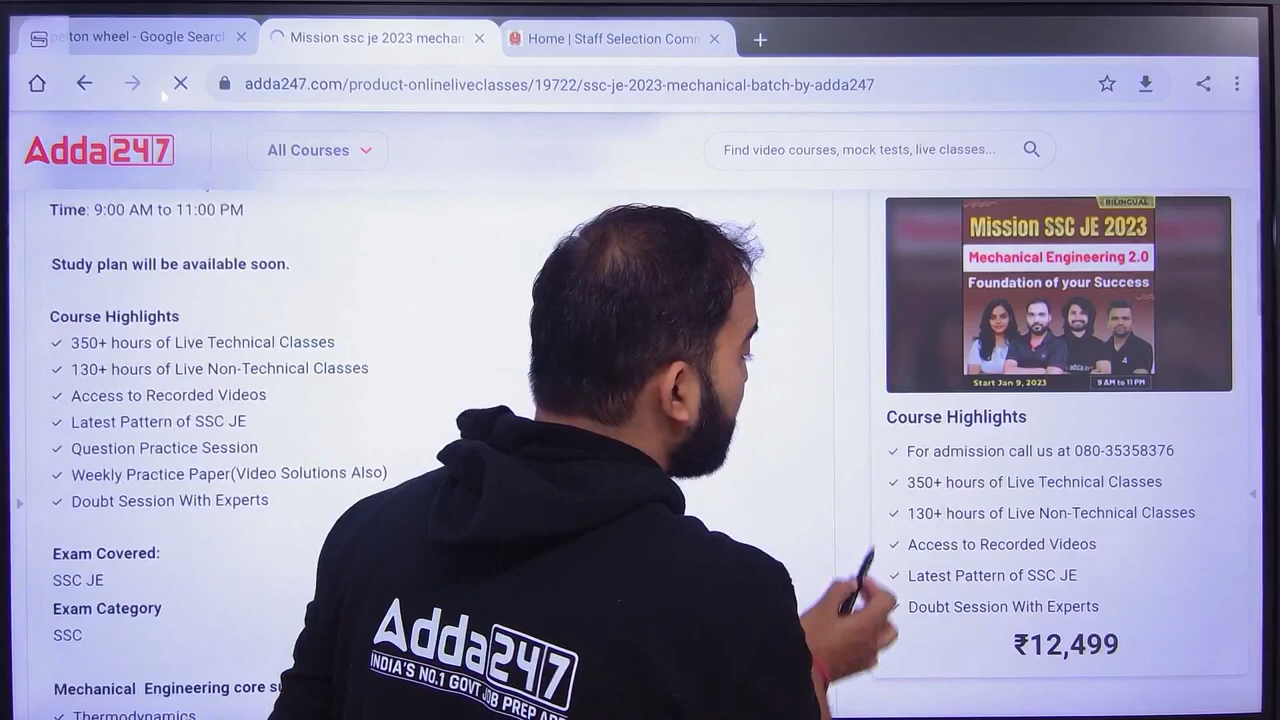 pelton wheel - Google Search
Mission ssc je 2023 mechan
Home | Staff Selection Comm
adda247.com/product-onlineliveclasses/19722/ssc-je-2023-mechanical-batch-by-adda247
Adda247
All Courses
Find video courses, mock tests, live classes...
Time: 9:00 AM to 11:00 PM
Study plan will be available soon.
Course Highlights
350+ hours of Live Technical Classes
130+ hours of Live Non-Technical Classes
Access to Recorded Videos
Latest Pattern of SSC JE
Question Practice Session
Weekly Practice Paper(Video Solutions Also)
Doubt Session With Experts
Exam Covered:
SSC JE
Exam Category
SSC
Mechanical Engineering core su
Thermodynamics
BILINGUAL
Mission SSC JE 2023
Mechanical Engineering 2.0
Foundation of your Success
Start Jan 9, 2023
9 AM to 11 PM
Course Highlights
For admission call us at 080-35358376
350+ hours of Live Technical Classes
130+ hours of Live Non-Technical Classes
Access to Recorded Videos
Latest Pattern of SSC JE
Doubt Session With Experts
₹12,499
Adda247
INDIA'S NO.1 GOVT JOB PREP APP